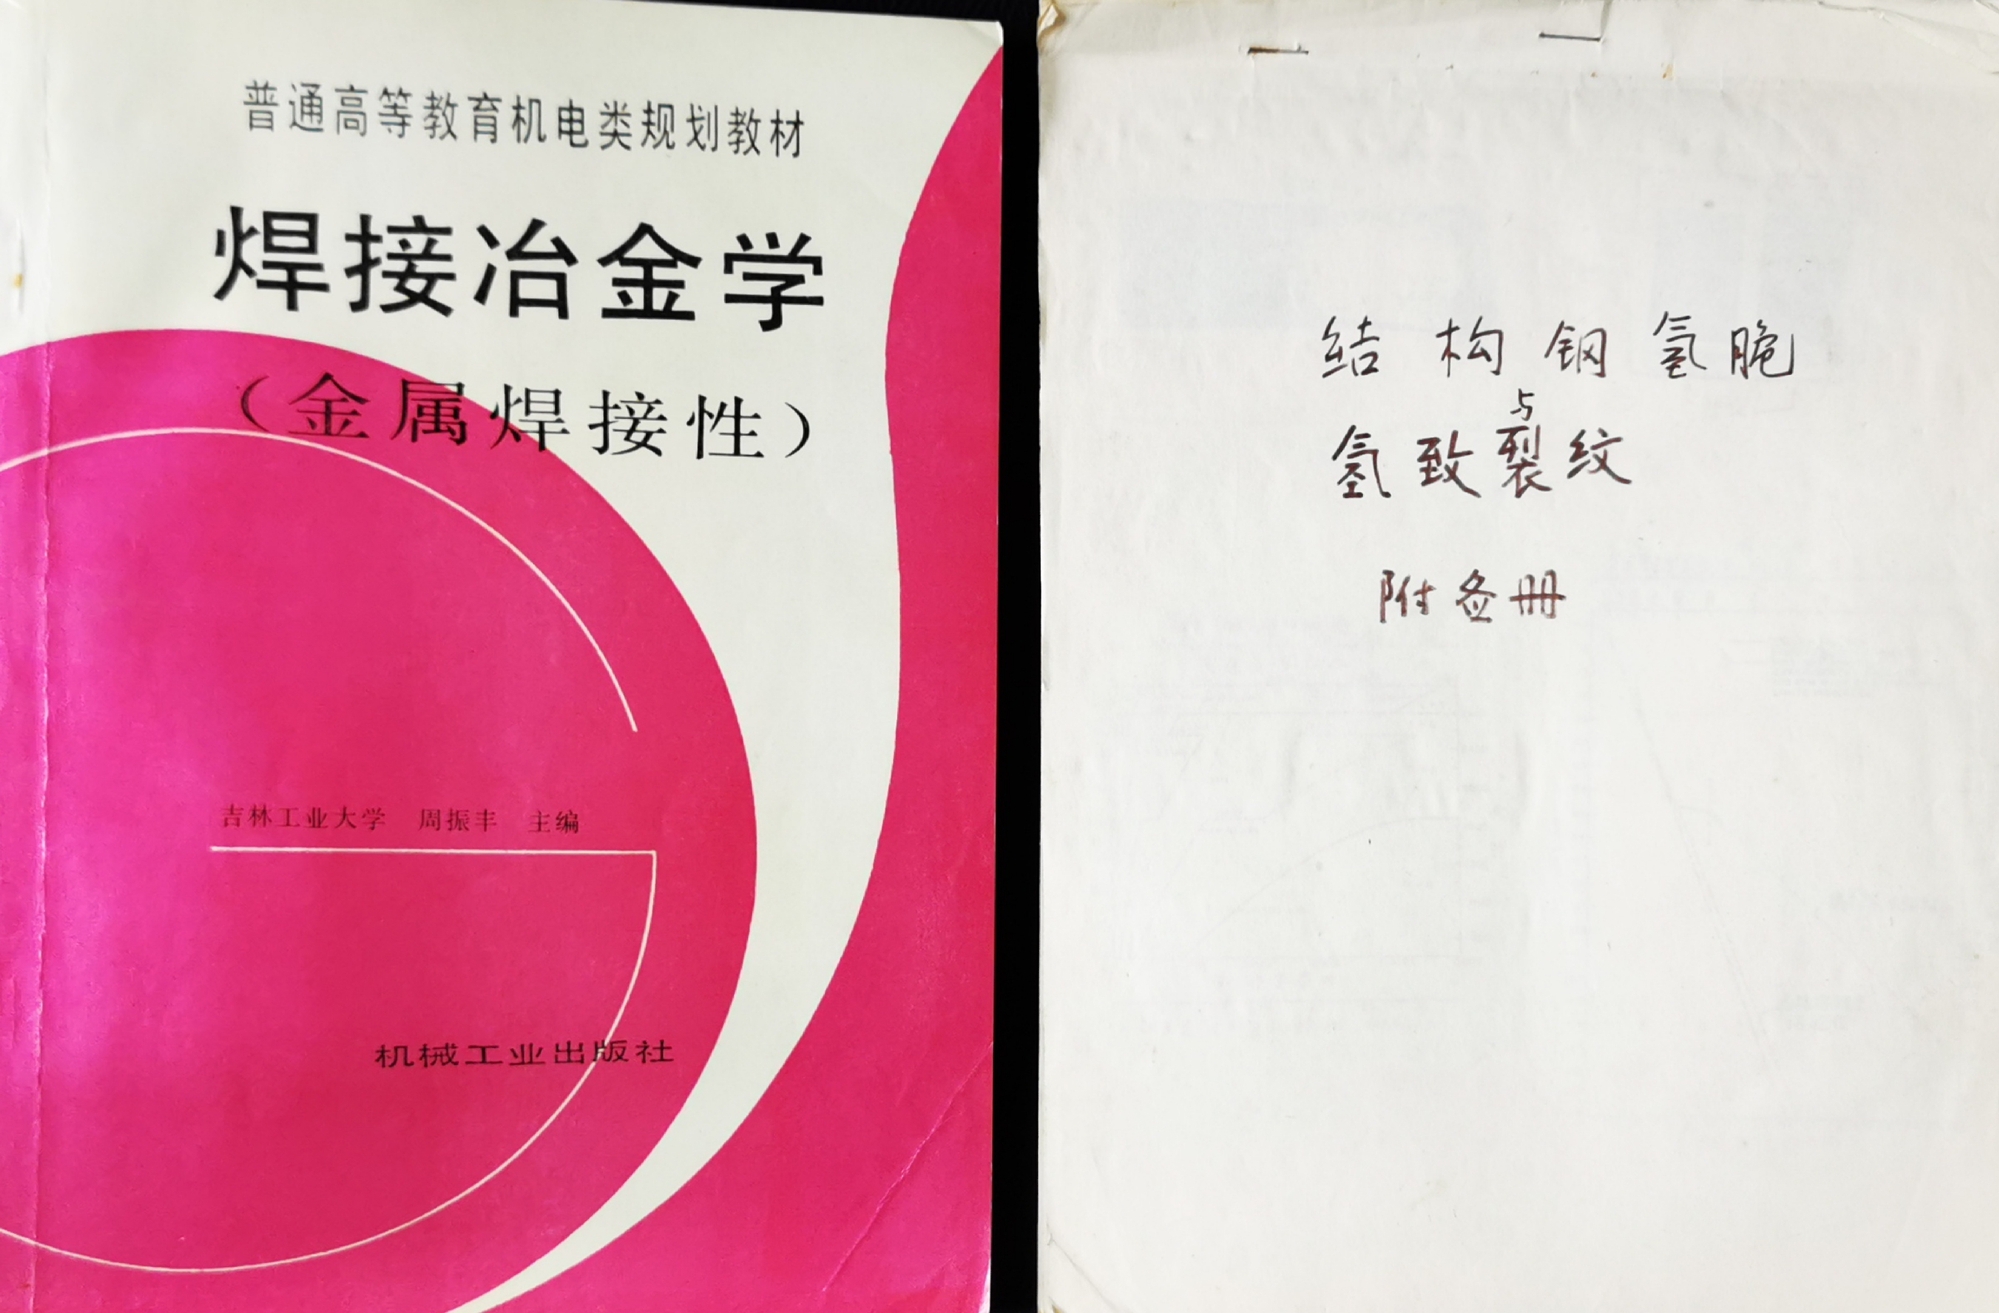 普通高等教育机电类规划教材
焊接冶金学
（金属焊接性）
吉林工业大学 周振丰 主编
机械工业出版社
结构钢氢脆
与
氢致裂纹
附备册